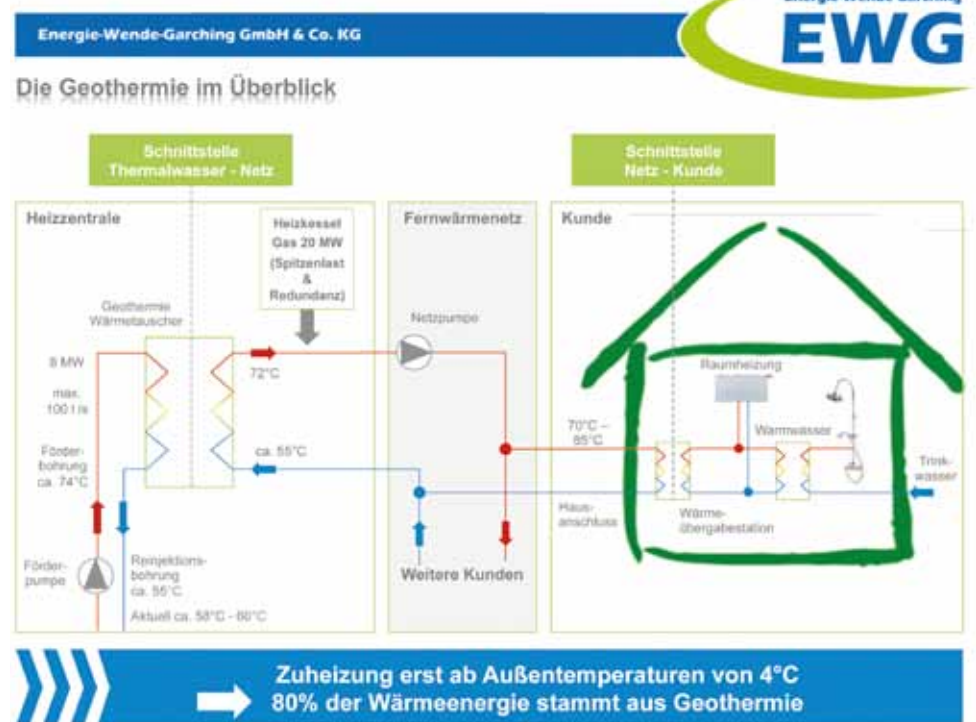 Energie-Wende-Garching
EWG
Energie-Wende-Garching GmbH & Co. KG
Die Geothermie im Überblick
Schnittstelle
Thermalwasser - Netz
Schnittstelle
Netz - Kunde
Heizzentrale
Heizkessel
Gas 20 MW
(Spitzenlast
&
Redundanz)
Fernwärmenetz
Kunde
Geothermie
Wärmetauscher
Netzpumpe
8 MW
max.
100 l/s
72°C
Förder-
bohrung
ca. 74°C
ca. 55°C
Raumheizung
70°C –
85°C
Warmwasser
Trink-
wasser
Haus-
anschluss
Wärme-
übergabestation
Förder-
pumpe
Reinjektions-
bohrung
ca. 55°C
Aktuell ca. 58°C - 60°C
Weitere Kunden
Zuheizung erst ab Außentemperaturen von 4°C
80% der Wärmeenergie stammt aus Geothermie